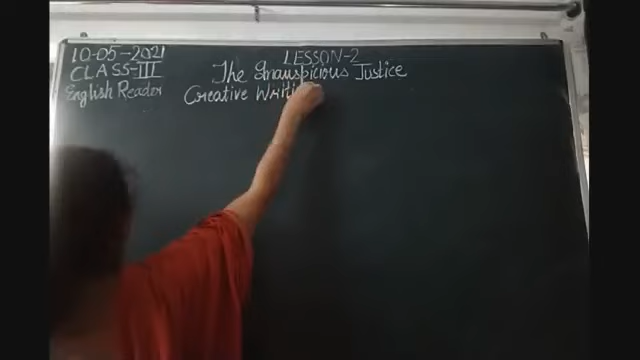 10-05-2021
CLASS-III
English Reader
LESSON-2
The Inauspicious Justice
Creative Writi